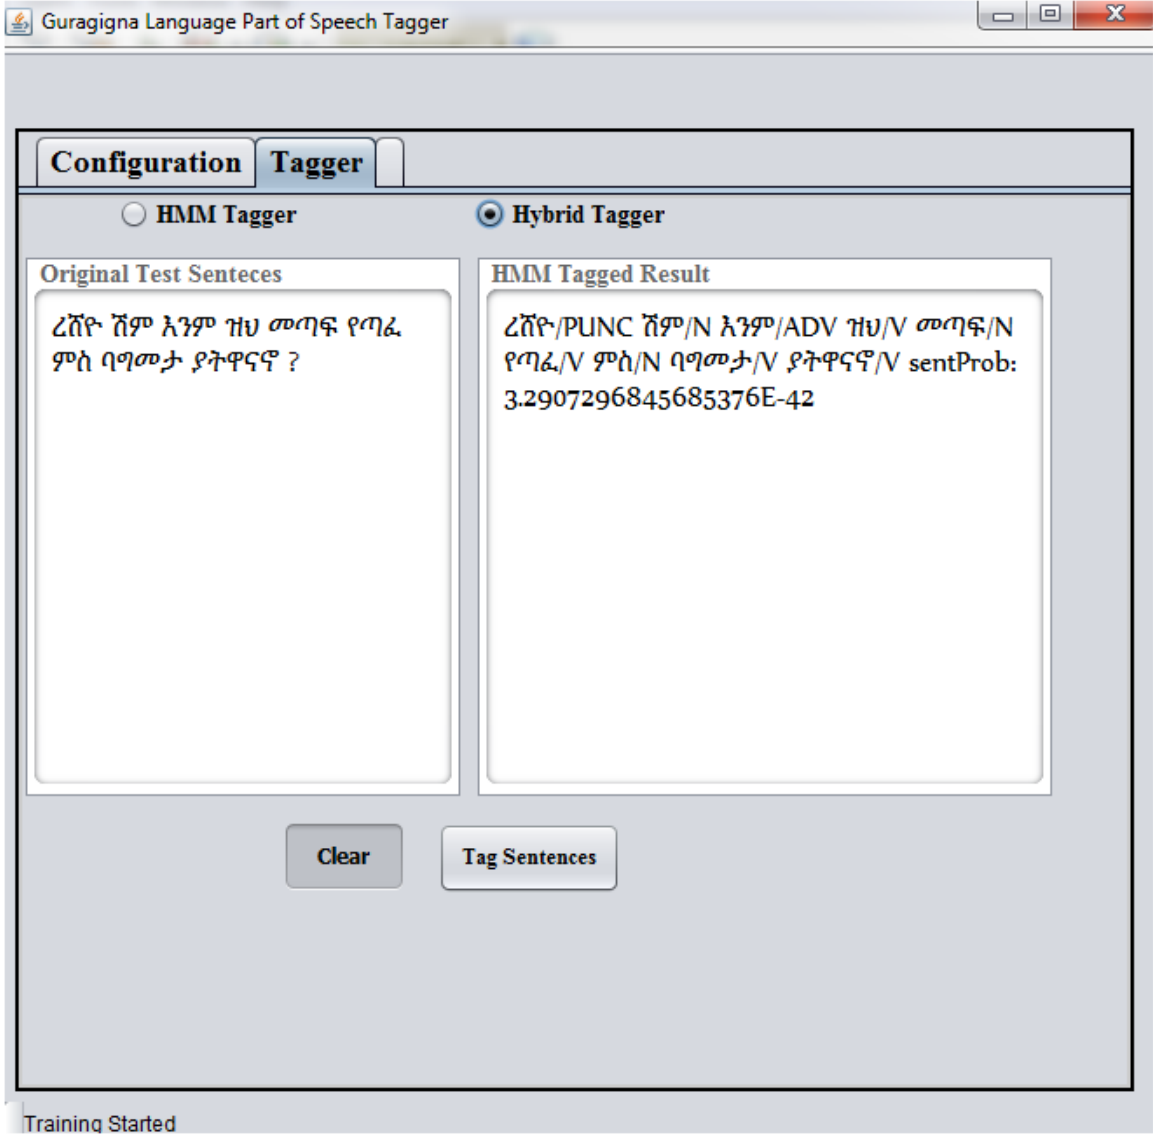 Guragigna Language Part of Speech Tagger
Configuration Tagger
HMM Tagger Hybrid Tagger
Original Test Senteces
ረሸዮ ሽም እንም ዝህ መጣፍ የጣፈ
ምስ ባግመታ ያትዋናኖ ?
HMM Tagged Result
ረሸዮ/PUNC ሽም/N እንም/ADV ዝህ/V መጣፍ/N
የጣፈ/V ምስ/N ባግመታ/V ያትዋናኖ/V sentProb:
3.2907296845685376E-42
Clear Tag Sentences
Training Started